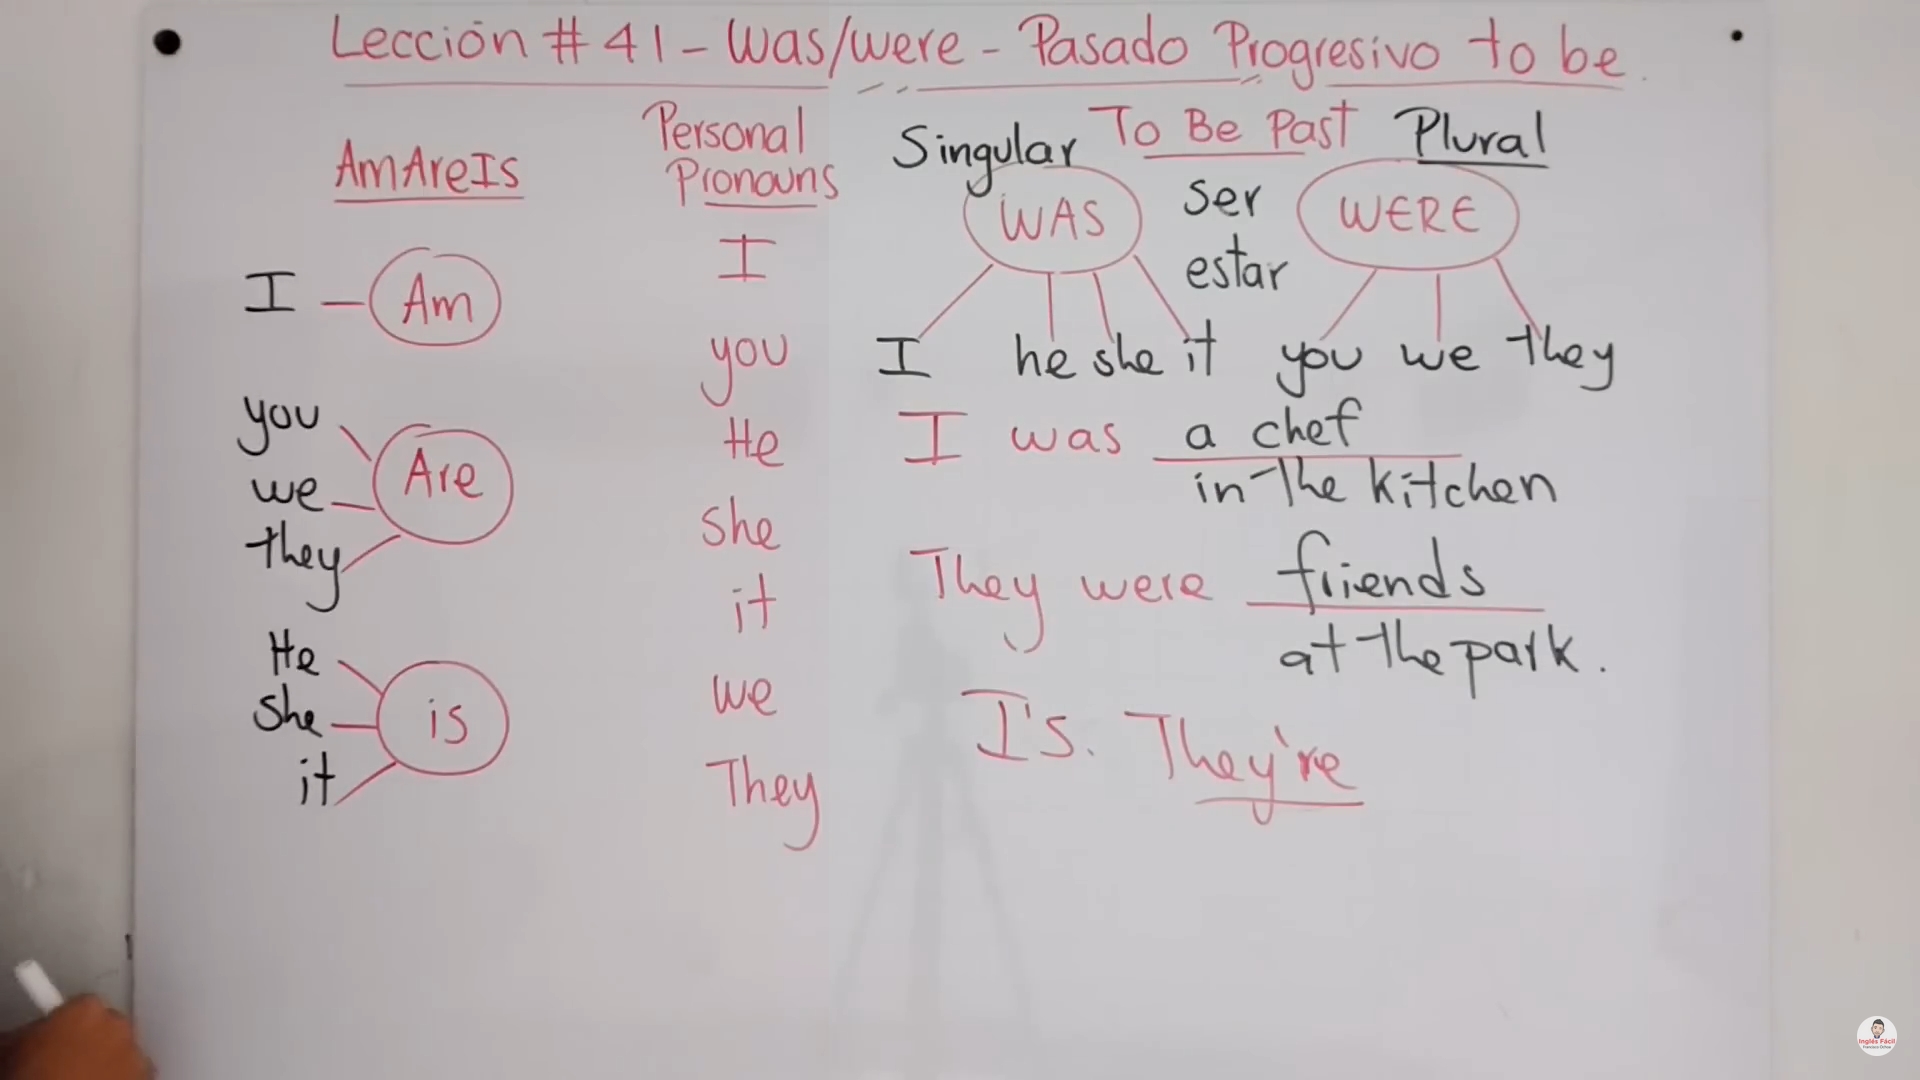 Lección # 41 - Was/were - Pasado Progresivo to be
AmAreIs
I - Am
you
we
they
Are
He
she
it
is
Personal
Pronouns
I
you
He
she
it
we
They
Singular To Be Past Plural
WAS ser WERE
estar
I he she it you we they
I was a chef
in the kitchen
They were friends
at the park.
I's. They're
Inglés Fácil